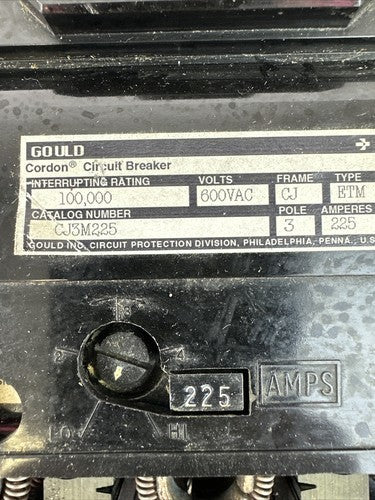 GOULD
Cordon® Circuit Breaker
INTERRUPTING RATING VOLTS FRAME TYPE
100,000 600VAC CJ ETM
CATALOG NUMBER POLE AMPERES
CJ3M225 3 225
GOULD INC. CIRCUIT PROTECTION DIVISION, PHILADELPHIA, PENNA., U.S
225 AMPS
LO HI